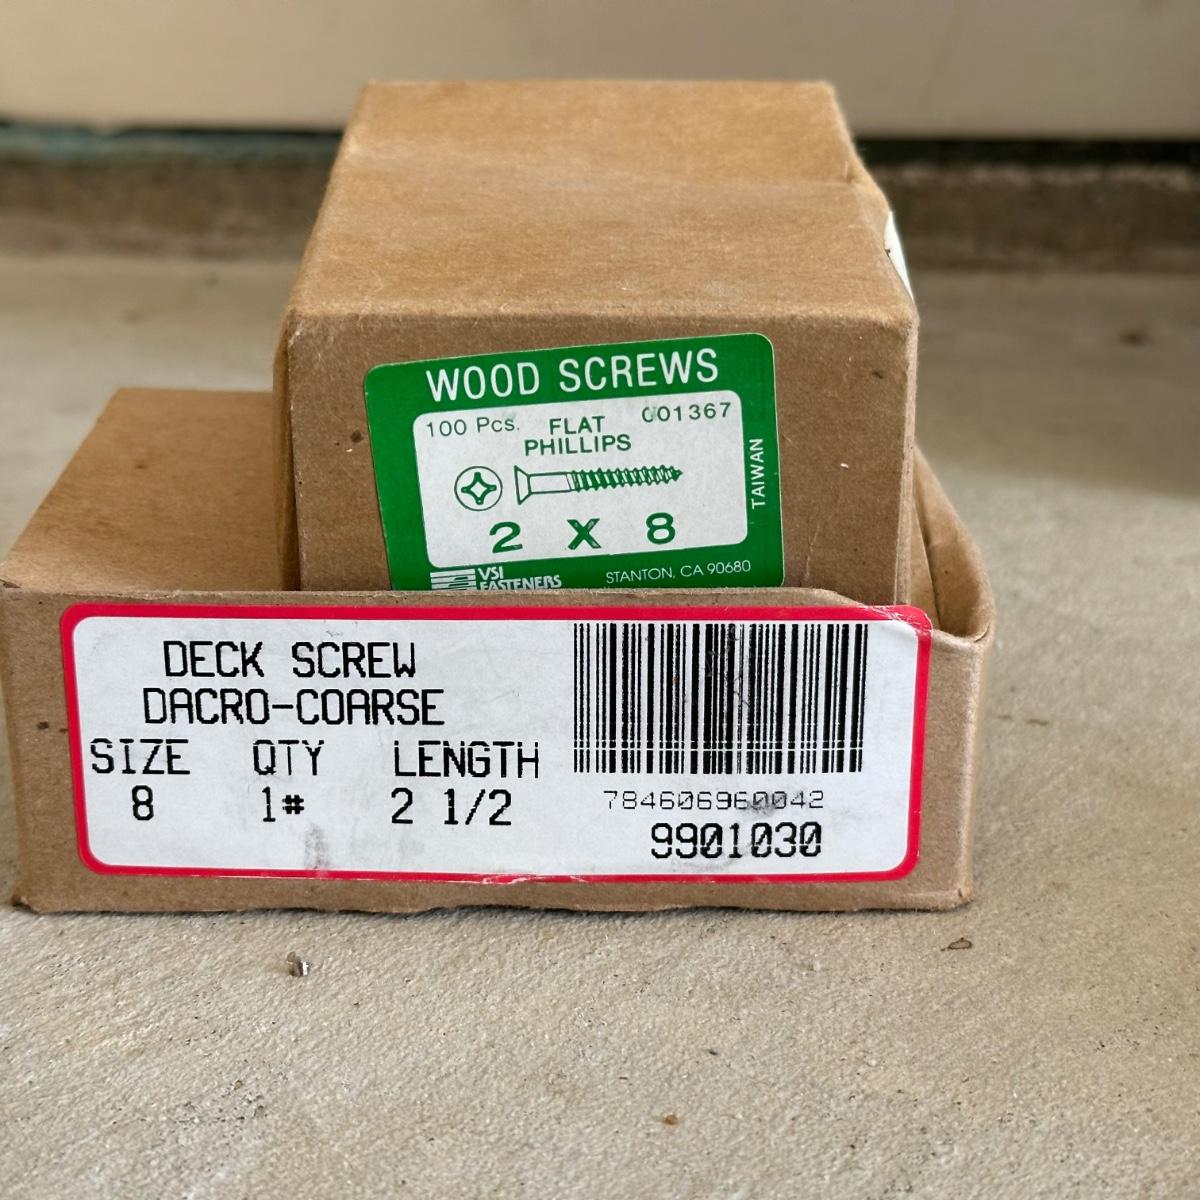 WOOD SCREWS
100 Pcs. FLAT 001367
PHILLIPS
2 X 8
TAIWAN
VSI
FASTENERS
STANTON, CA 90680
DECK SCREW
DACRO-COARSE
SIZE QTY LENGTH
8 1# 2 1/2
784606960042
9901030